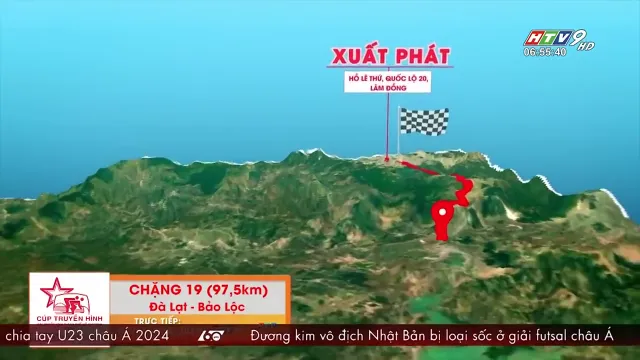 HTV9 HD
06:55:40
XUẤT PHÁT
HỒ LÊ THỨ, QUỐC LỘ 20,
LÂM ĐỒNG
CHẶNG 19 (97,5km)
Đà Lạt - Bảo Lộc
TRỰC TIẾP:
CÚP TRUYỀN HÌNH
chia tay U23 châu Á 2024
60
Đương kim vô địch Nhật Bản bị loại sốc ở giải futsal châu Á